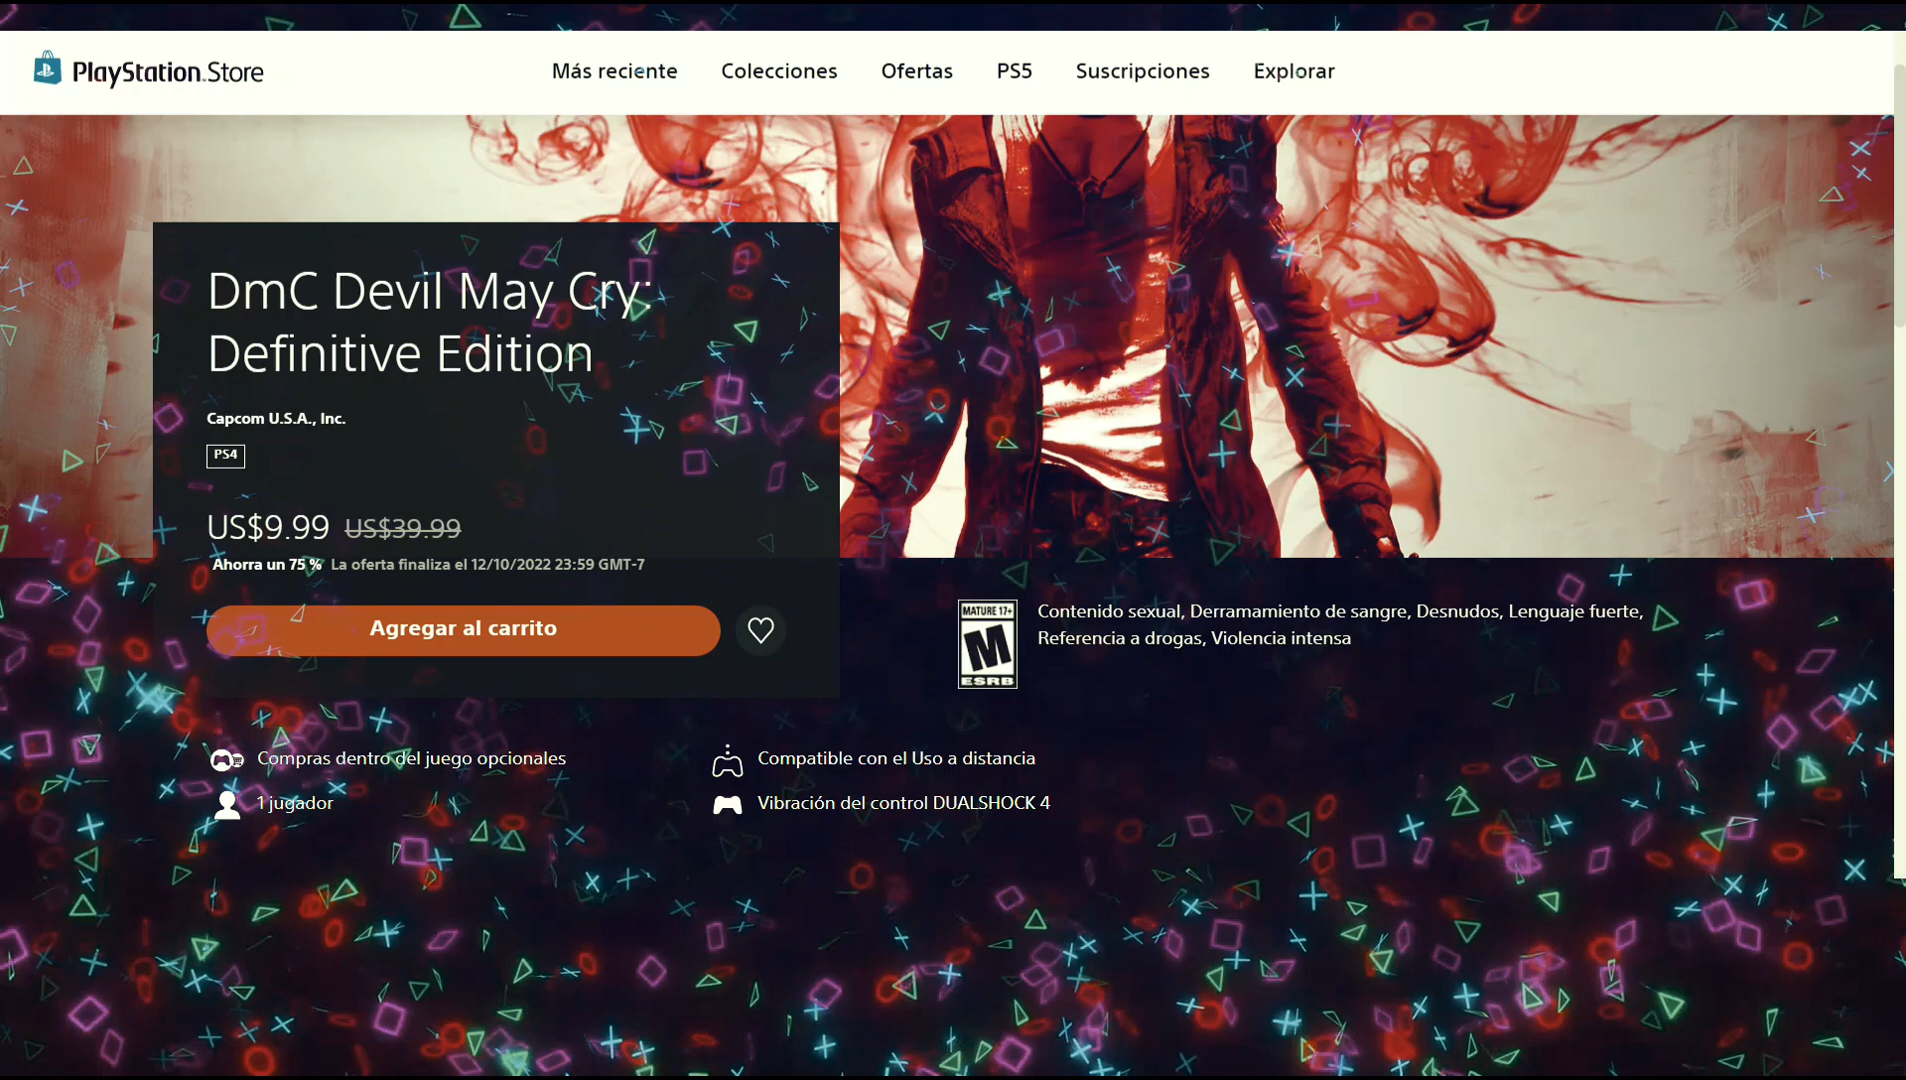 PlayStation.Store
Más reciente
Colecciones
Ofertas
PS5
Suscripciones
Explorar
DmC Devil May Cry:
Definitive Edition
Capcom U.S.A., Inc.
PS4
US$9.99 US$39.99
Ahorra un 75 % La oferta finaliza el 12/10/2022 23:59 GMT-7
Agregar al carrito
MATURE 17+
M
ESRB
Contenido sexual, Derramamiento de sangre, Desnudos, Lenguaje fuerte,
Referencia a drogas, Violencia intensa
Compras dentro del juego opcionales
Compatible con el Uso a distancia
1 jugador
Vibración del control DUALSHOCK 4